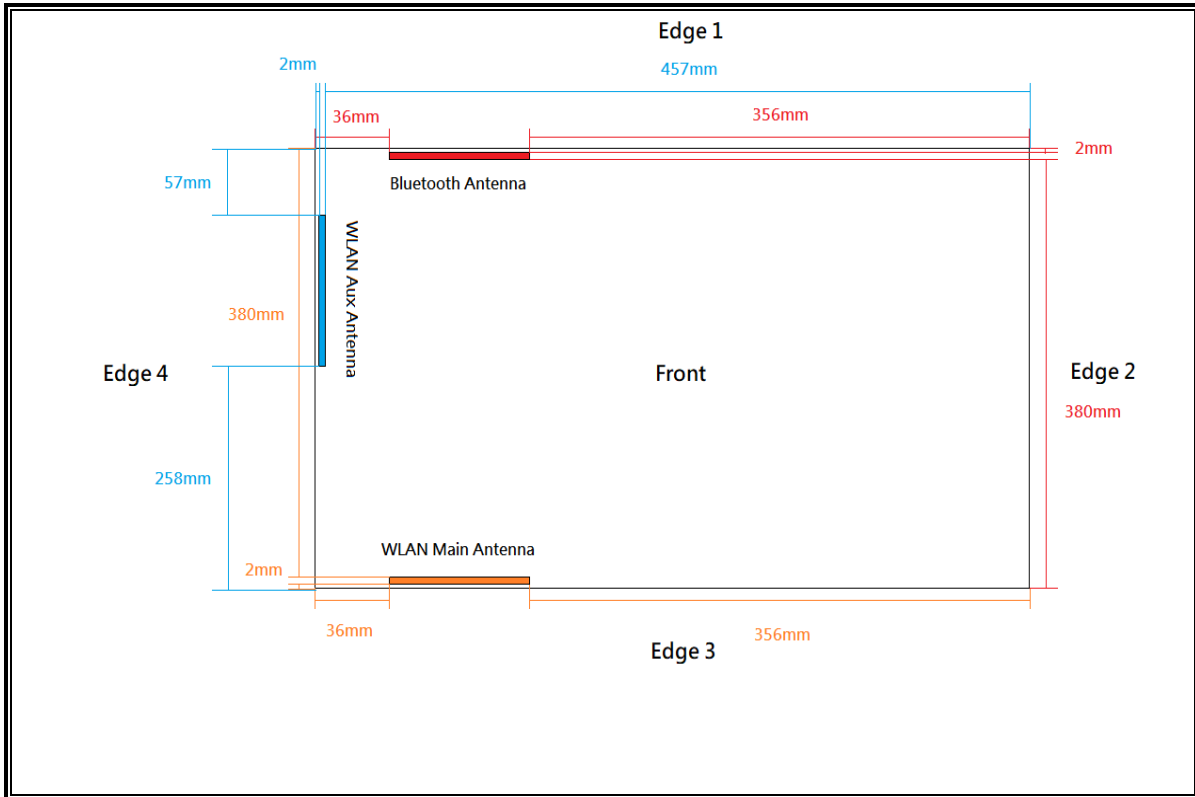 Edge 1
2mm
457mm
36mm
356mm
2mm
57mm
Bluetooth Antenna
WLAN Aux Antenna
380mm
Edge 4
Front
Edge 2
380mm
258mm
WLAN Main Antenna
2mm
36mm
356mm
Edge 3